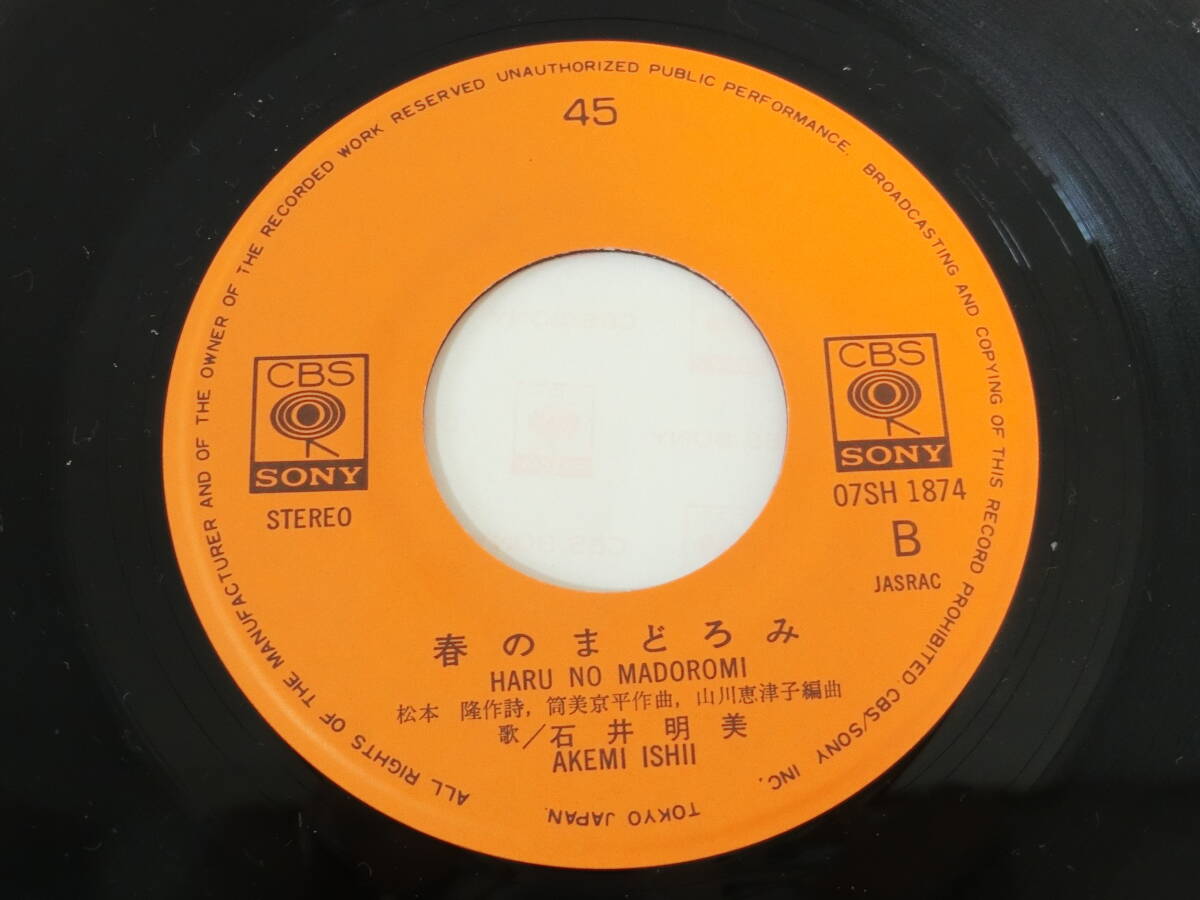 ALL RIGHTS OF THE MANUFACTURER AND OF THE OWNER OF THE RECORDED WORK RESERVED UNAUTHORIZED PUBLIC PERFORMANCE. BROADCASTING AND COPYING OF THIS RECORD PROHIBITED. CBS/SONY INC.
TOKYO JAPAN.
45
CBS
SONY
STEREO
CBS
SONY
07SH 1874
B
JASRAC
春のまどろみ
HARU NO MADOROMI
松本 隆作詩, 筒美京平作曲, 山川恵津子編曲
歌/石井明美
AKEMI ISHII